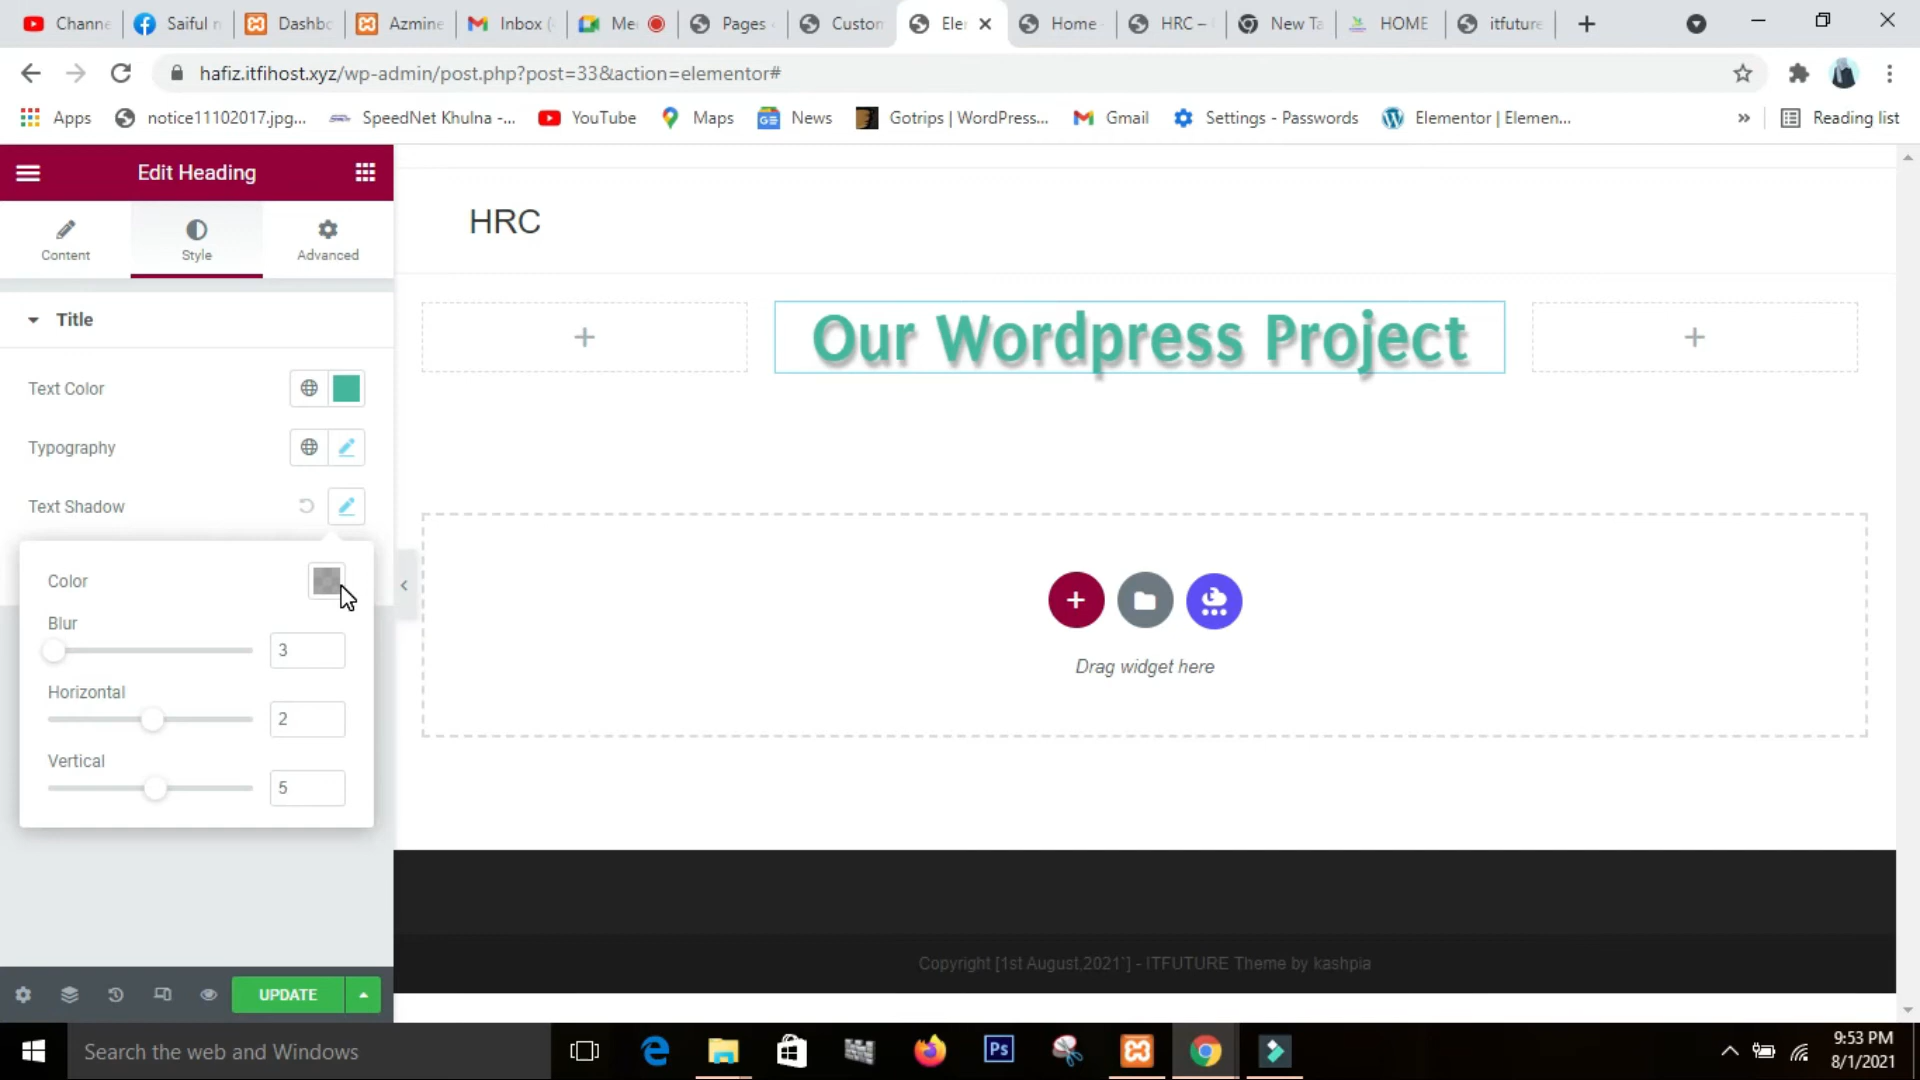 Chann
Saiful r
Dashbo
Azmine
Inbox (
Me
Pages
Custon
Ele
Home
HRC –
New Ta
HOME
itfuture
hafiz.itfihost.xyz/wp-admin/post.php?post=33&action=elementor#
Apps
notice11102017.jpg...
SpeedNet Khulna -...
YouTube
Maps
News
Gotrips | WordPress...
Gmail
Settings - Passwords
Elementor | Elemen...
»
Reading list
Edit Heading
Content
Style
Advanced
Title
Text Color
Typography
Text Shadow
Color
Blur
3
Horizontal
2
Vertical
5
UPDATE
HRC
Our Wordpress Project
Drag widget here
Copyright [1st August,2021`] - ITFUTURE Theme by kashpia
Search the web and Windows
Ps
9:53 PM
8/1/2021